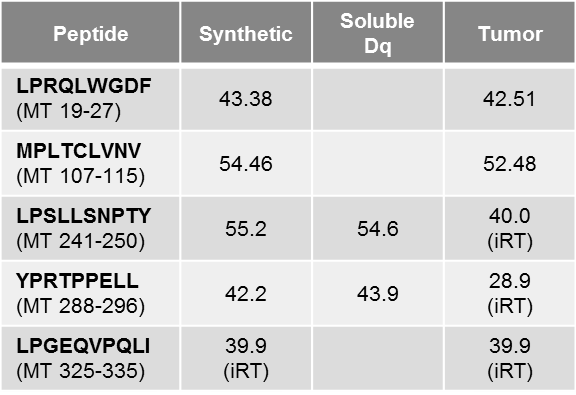 Peptide Synthetic Soluble Dq Tumor
LPRQLWGDF
(MT 19-27) 43.38 42.51
MPLTCLVNV
(MT 107-115) 54.46 52.48
LPSLLSNPTY
(MT 241-250) 55.2 54.6 40.0 (iRT)
YPRTPPELL
(MT 288-296) 42.2 43.9 28.9 (iRT)
LPGEQVPQLI
(MT 325-335) 39.9 (iRT) 39.9 (iRT)